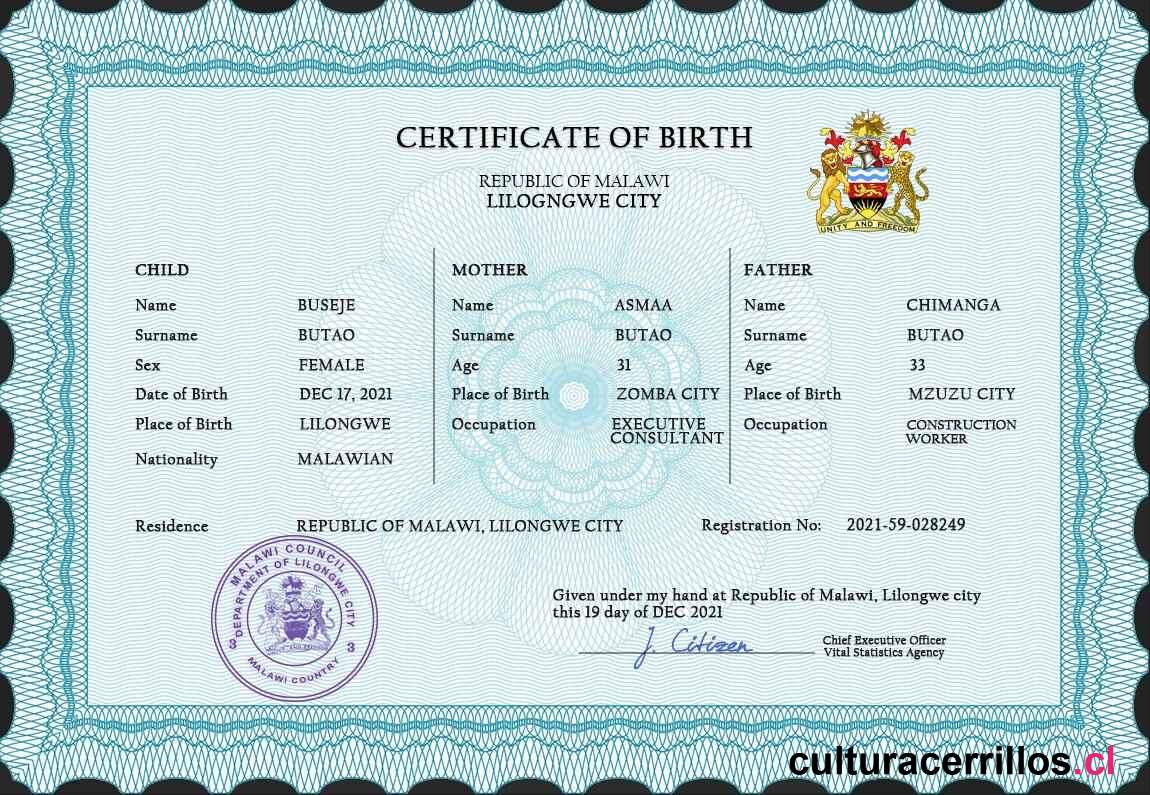 CERTIFICATE OF BIRTH
REPUBLIC OF MALAWI
LILOGNGWE CITY
UNITY AND FREEDOM
CHILD
Name BUSEJE
Surname BUTAO
Sex FEMALE
Date of Birth DEC 17, 2021
Place of Birth LILONGWE
Nationality MALAWIAN
MOTHER
Name ASMAA
Surname BUTAO
Age 31
Place of Birth ZOMBA CITY
Occupation EXECUTIVE
CONSULTANT
FATHER
Name CHIMANGA
Surname BUTAO
Age 33
Place of Birth MZUZU CITY
Occupation CONSTRUCTION
WORKER
Residence REPUBLIC OF MALAWI, LILONGWE CITY
Registration No: 2021-59-028249
MALAWI COUNCIL
DEPARTMENT OF LILONGWE CITY
3 3
MALAWI COUNTRY
Given under my hand at Republic of Malawi, Lilongwe city
this 19 day of DEC 2021
J. Citizen
Chief Executive Officer
Vital Statistics Agency
culturacerrillos.cl